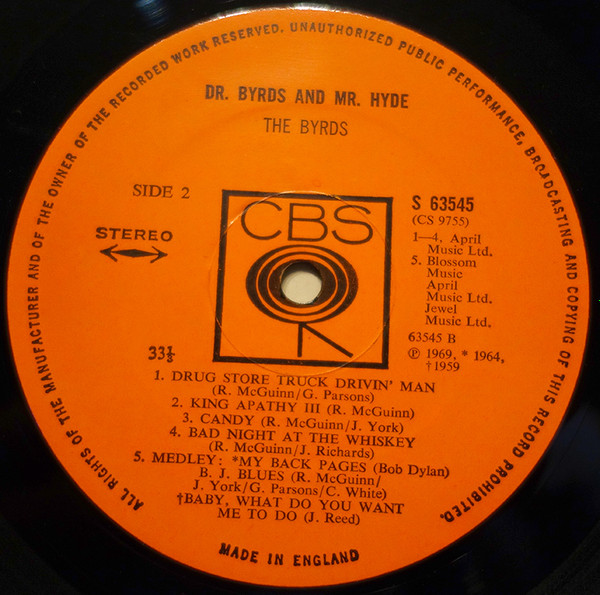 ALL RIGHTS OF THE MANUFACTURER AND OF THE OWNER OF THE RECORDED WORK RESERVED. UNAUTHORIZED PUBLIC PERFORMANCE, BROADCASTING AND COPYING OF THIS RECORD PROHIBITED.
DR. BYRDS AND MR. HYDE
THE BYRDS
SIDE 2
STEREO
CBS
S 63545
(CS 9755)
1—4. April
Music Ltd.
5. Blossom
Music
April
Music Ltd.
Jewel
Music Ltd.
63545 B
℗ 1969, * 1964,
†1959
33⅓
1. DRUG STORE TRUCK DRIVIN' MAN
(R. McGuinn/G. Parsons)
2. KING APATHY III (R. McGuinn)
3. CANDY (R. McGuinn/J. York)
4. BAD NIGHT AT THE WHISKEY
(R. McGuinn/J. Richards)
5. MEDLEY: *MY BACK PAGES (Bob Dylan)
B. J. BLUES (R. McGuinn/
J. York/G. Parsons/C. White)
†BABY, WHAT DO YOU WANT
ME TO DO (J. Reed)
MADE IN ENGLAND